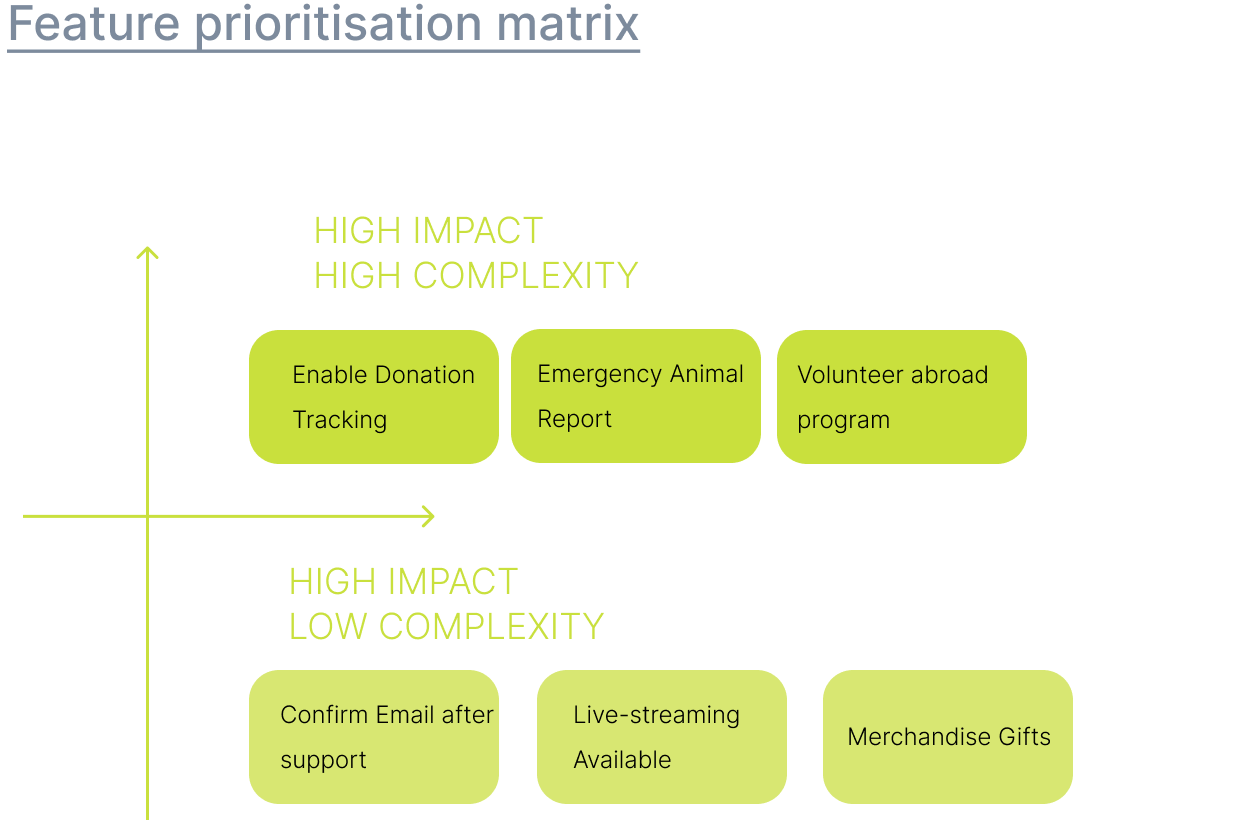 Feature prioritisation matrix
HIGH IMPACT
HIGH COMPLEXITY
Enable Donation
Tracking
Emergency Animal
Report
Volunteer abroad
program
HIGH IMPACT
LOW COMPLEXITY
Confirm Email after
support
Live-streaming
Available
Merchandise Gifts